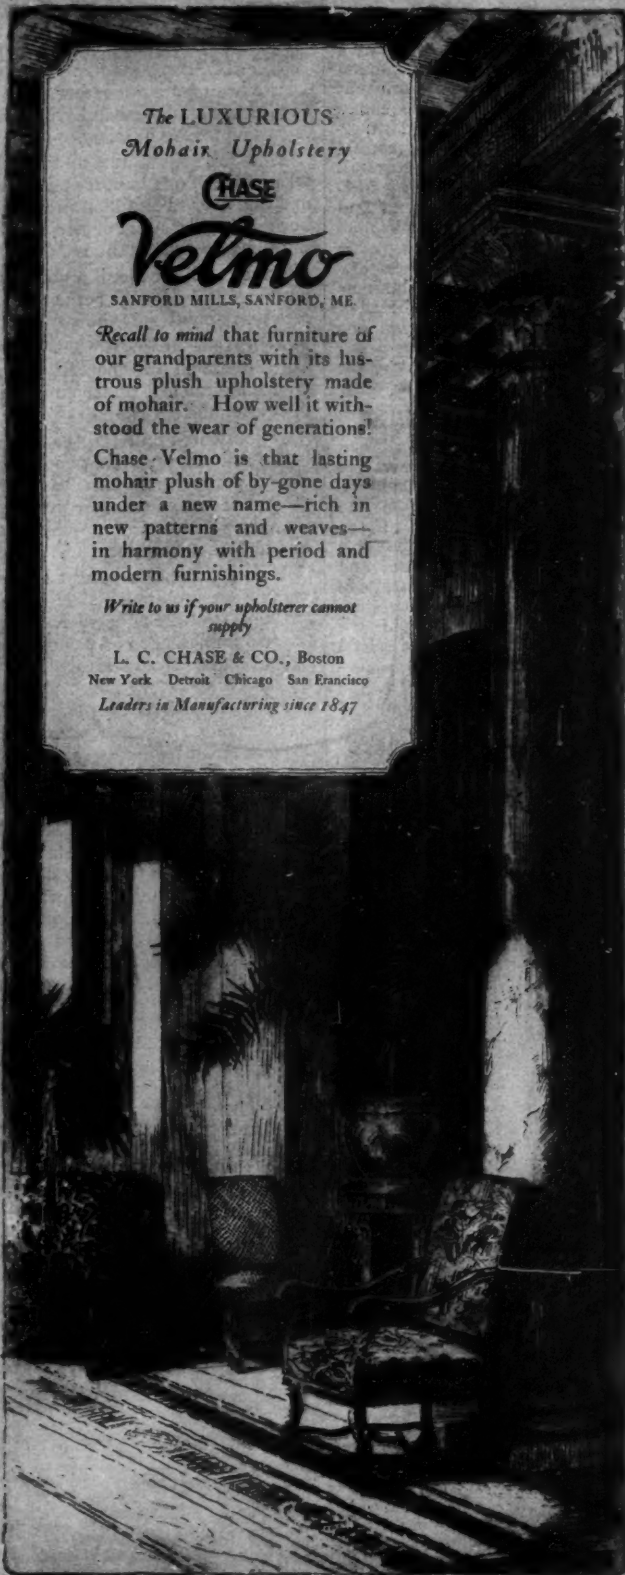 The LUXURIOUS
Mohair Upholstery
CHASE
Velmo
SANFORD MILLS, SANFORD, ME.
Recall to mind that furniture of
our grandparents with its lus-
trous plush upholstery made
of mohair. How well it with-
stood the wear of generations!
Chase Velmo is that lasting
mohair plush of by-gone days
under a new name—rich in
new patterns and weaves—
in harmony with period and
modern furnishings.
Write to us if your upholsterer cannot
supply
L. C. CHASE & CO., Boston
New York Detroit Chicago San Francisco
Leaders in Manufacturing since 1847